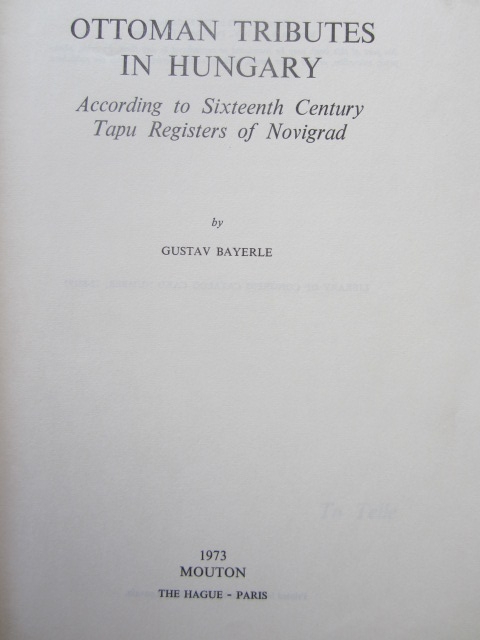 OTTOMAN TRIBUTES
IN HUNGARY
According to Sixteenth Century
Tapu Registers of Novigrad
by
GUSTAV BAYERLE
1973
MOUTON
THE HAGUE - PARIS